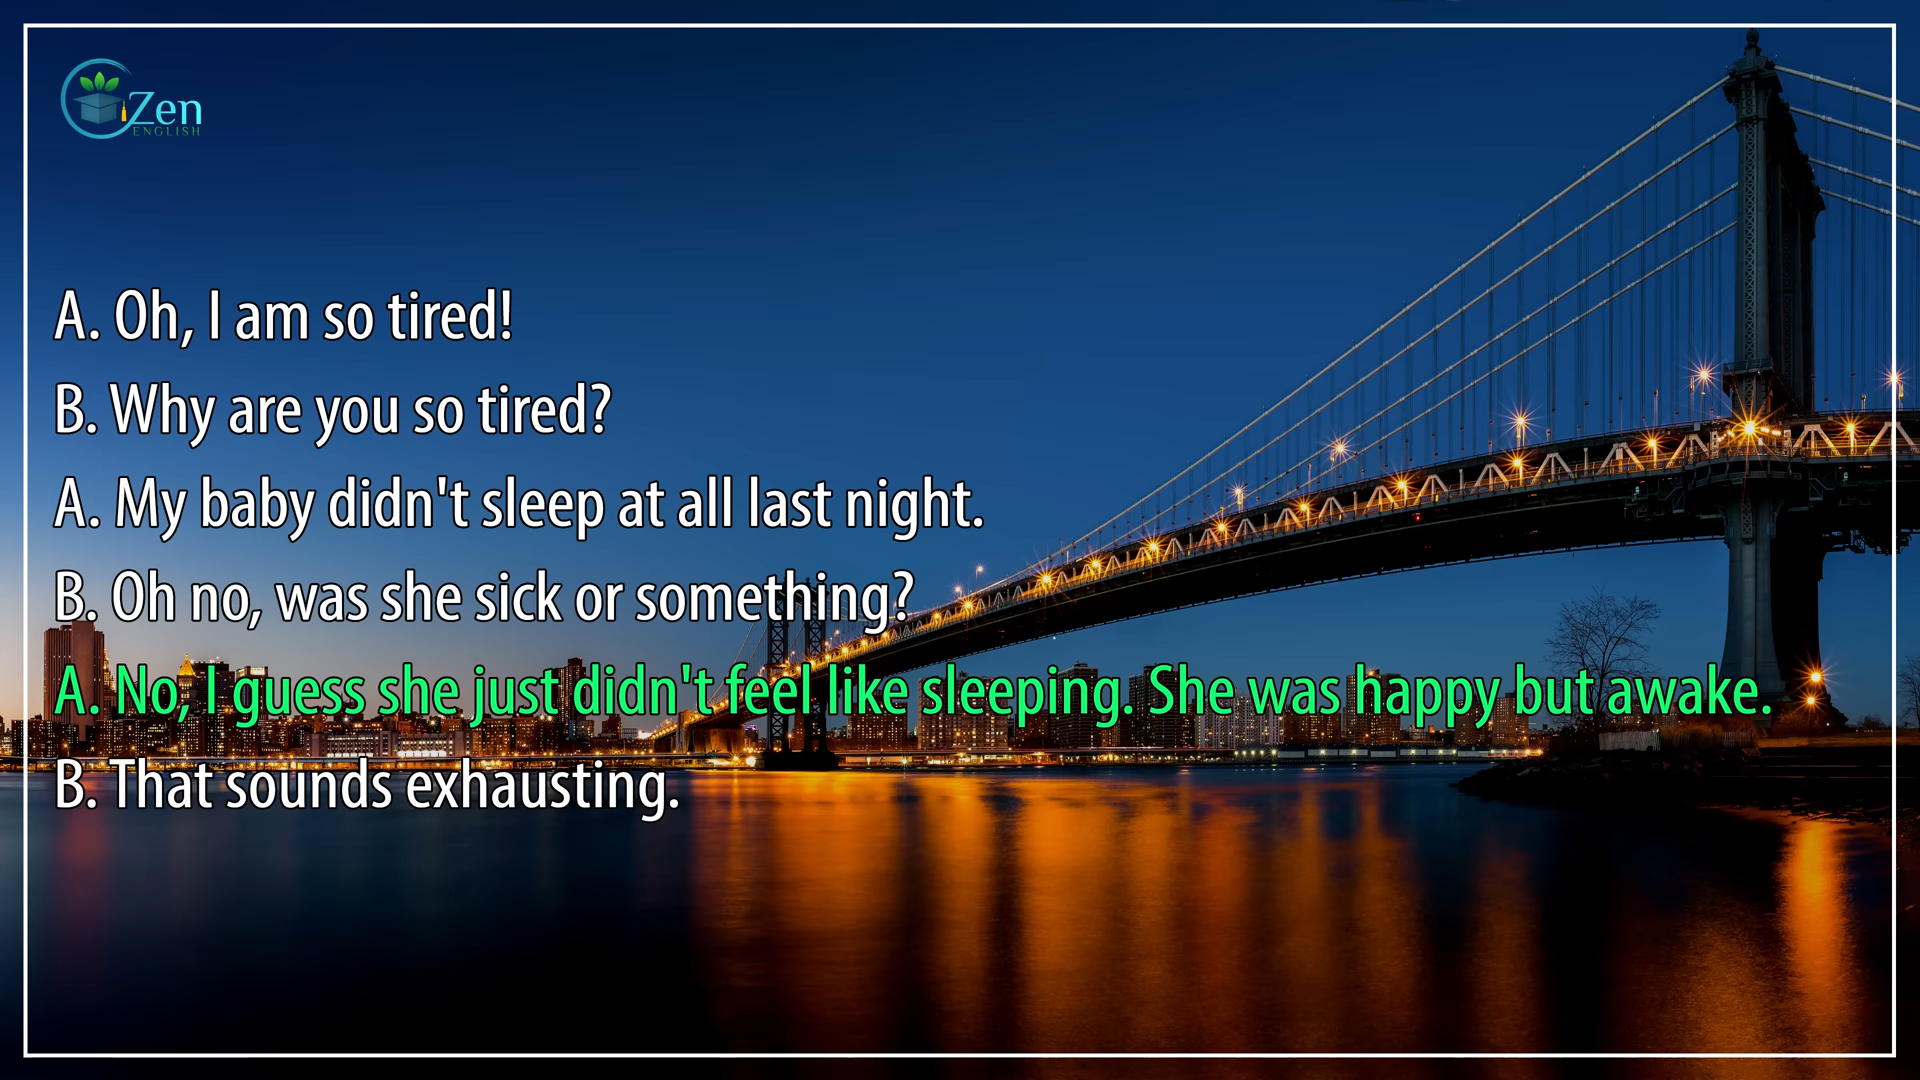 Zen
ENGLISH
A. Oh, I am so tired!
B. Why are you so tired?
A. My baby didn't sleep at all last night.
B. Oh no, was she sick or something?
A. No, I guess she just didn't feel like sleeping. She was happy but awake.
B. That sounds exhausting.